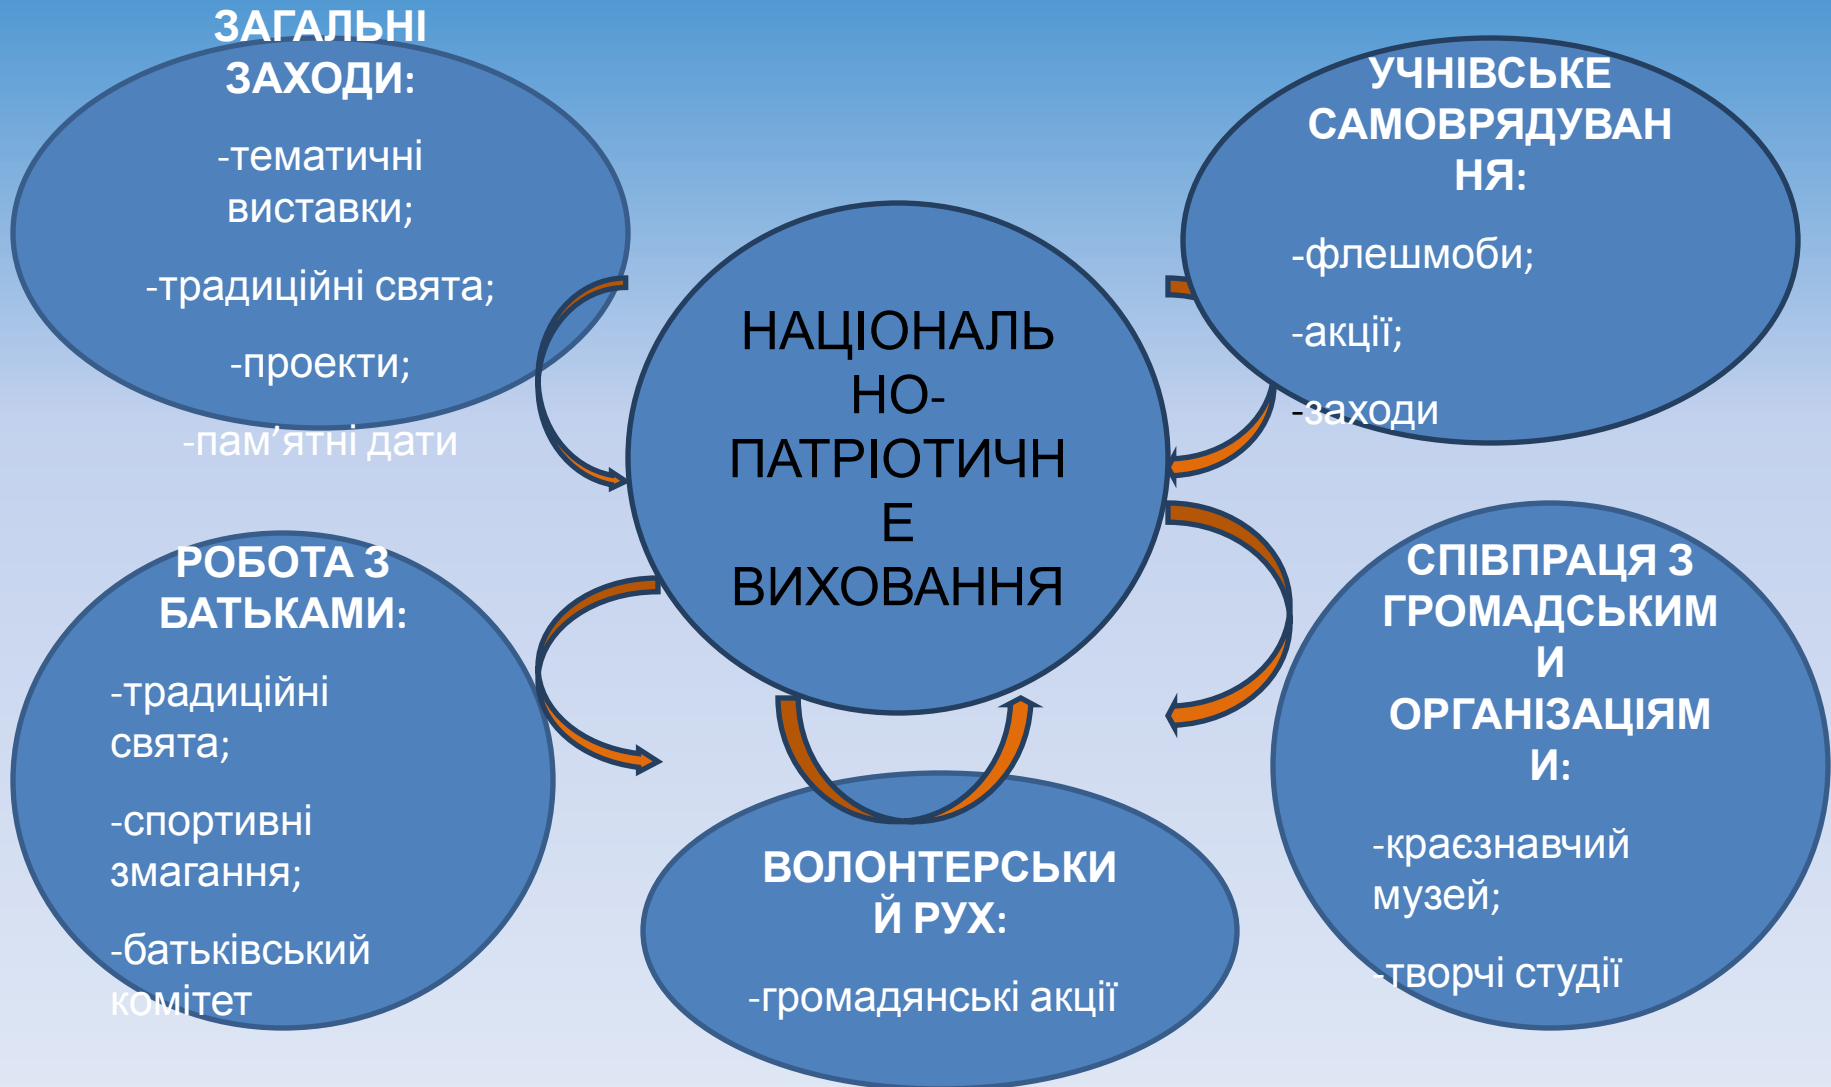 ЗАГАЛЬНІ
ЗАХОДИ:
-тематичні
виставки;
-традиційні свята;
-проекти;
-пам’ятні дати
УЧНІВСЬКЕ
САМОВРЯДУВАН
НЯ:
-флешмоби;
-акції;
-заходи
НАЦІОНАЛЬ
НО-
ПАТРІОТИЧН
Е
ВИХОВАННЯ
РОБОТА З
БАТЬКАМИ:
-традиційні
свята;
-спортивні
змагання;
-батьківський
комітет
ВОЛОНТЕРСЬКИ
Й РУХ:
-громадянські акції
СПІВПРАЦЯ З
ГРОМАДСЬКИМ
И
ОРГАНІЗАЦІЯМ
И:
-краєзнавчий
музей;
-творчі студії